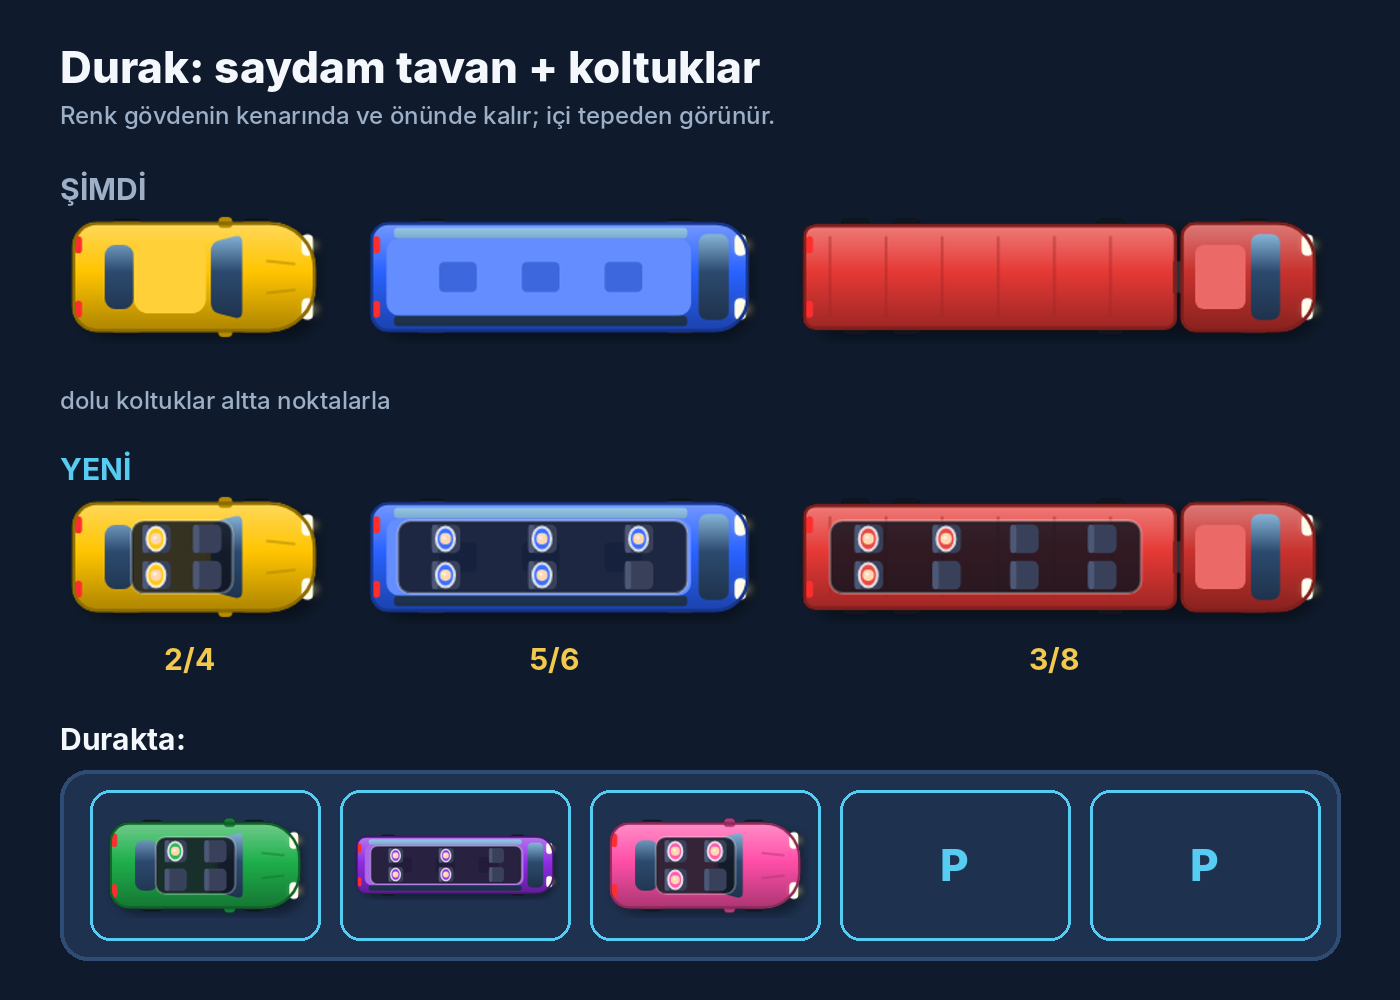 Durak: saydam tavan + koltuklar
Renk gövdenin kenarında ve önünde kalır; içi tepeden görünür.
ŞİMDİ
dolu koltuklar altta noktalarla
YENİ
2/4 5/6 3/8
Durakta:
P P